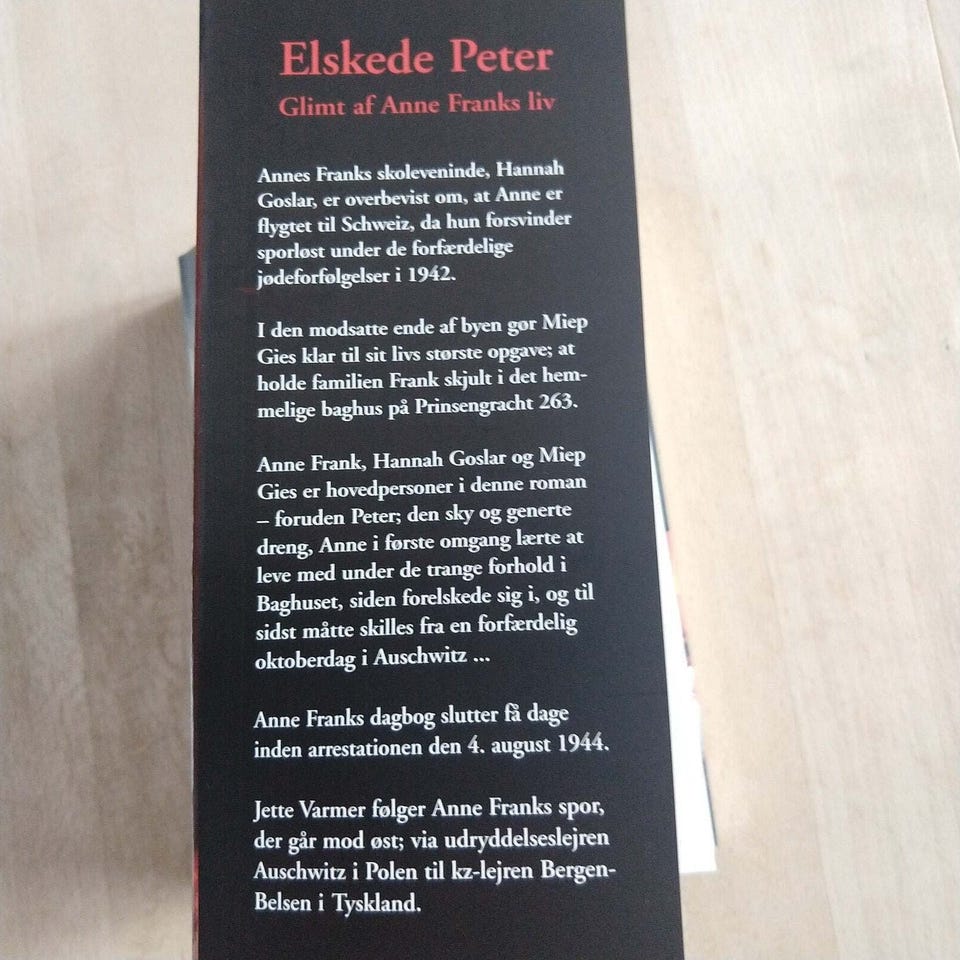 Elskede Peter
Glimt af Anne Franks liv
Annes Franks skoleveninde, Hannah
Goslar, er overbevist om, at Anne er
flygtet til Schweiz, da hun forsvinder
sporløst under de forfærdelige
jødeforfølgelser i 1942.
I den modsatte ende af byen gør Miep
Gies klar til sit livs største opgave; at
holde familien Frank skjult i det hem-
melige baghus på Prinsengracht 263.
Anne Frank, Hannah Goslar og Miep
Gies er hovedpersoner i denne roman
– foruden Peter; den sky og generte
dreng, Anne i første omgang lærte at
leve med under de trange forhold i
Baghuset, siden forelskede sig i, og til
sidst måtte skilles fra en forfærdelig
oktoberdag i Auschwitz ...
Anne Franks dagbog slutter få dage
inden arrestationen den 4. august 1944.
Jette Varmer følger Anne Franks spor,
der går mod øst; via udryddelseslejren
Auschwitz i Polen til kz-lejren Bergen-
Belsen i Tyskland.